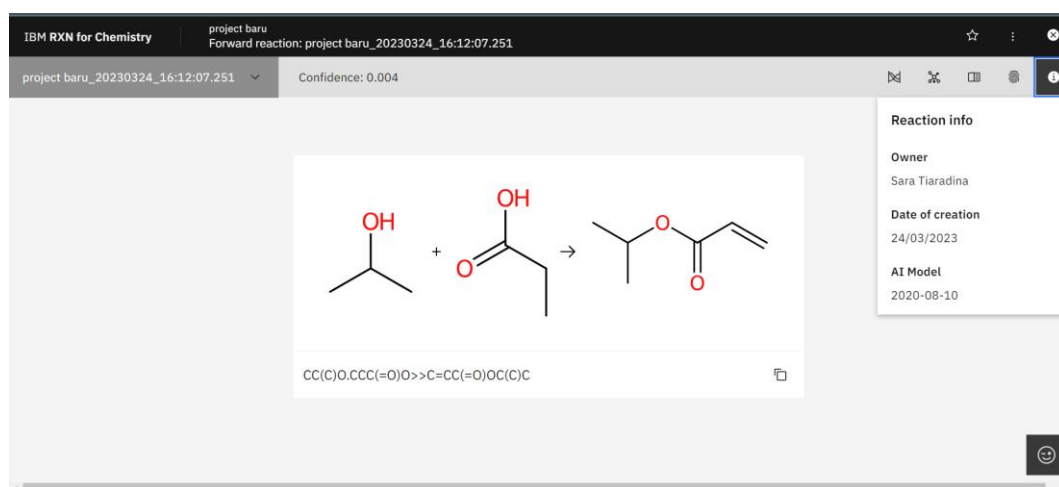 IBM RXN for Chemistry
project baru
Forward reaction: project baru_20230324_16:12:07.251
project baru_20230324_16:12:07.251
Confidence: 0.004
Reaction info
Owner
Sara Tiaradina
Date of creation
24/03/2023
AI Model
2020-08-10
OH
+
O
OH
→
O
O
CC(C)O.CCC(=O)O>>C=CC(=O)OC(C)C